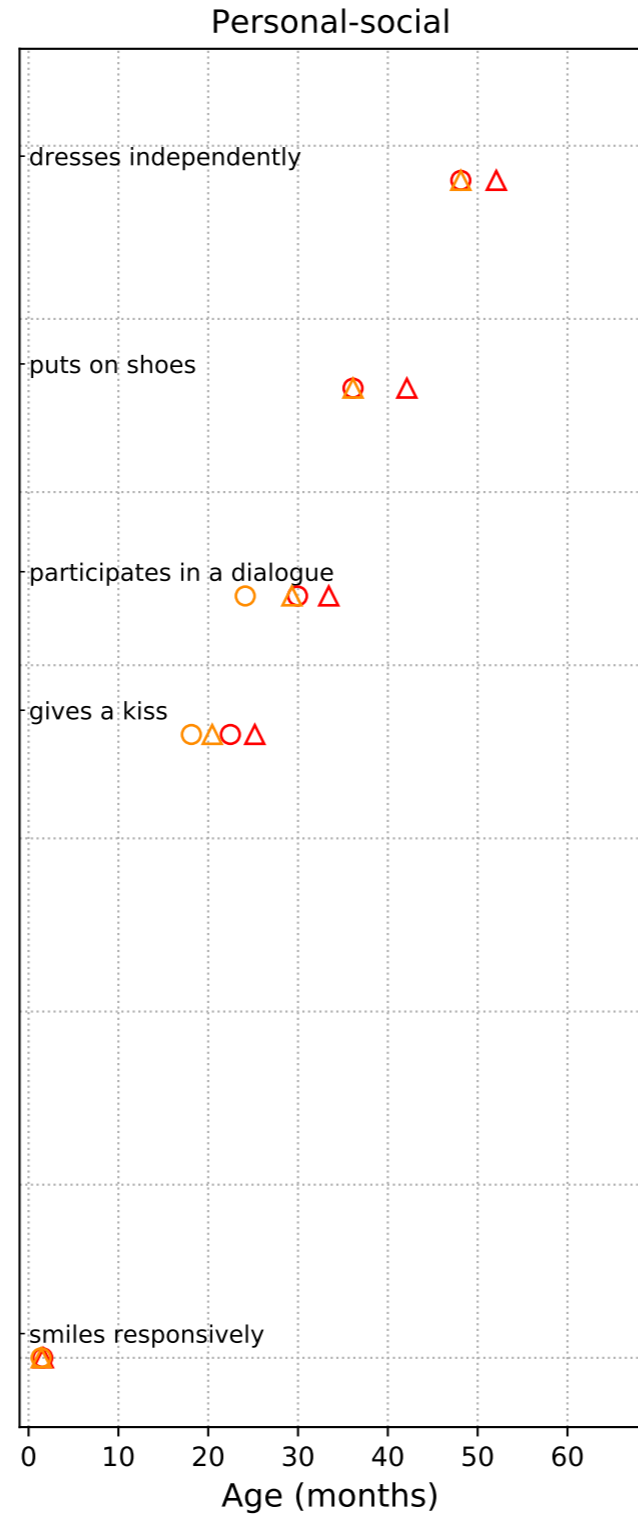 Personal-social
dresses independently
puts on shoes
participates in a dialogue
gives a kiss
smiles responsively
0 10 20 30 40 50 60
Age (months)